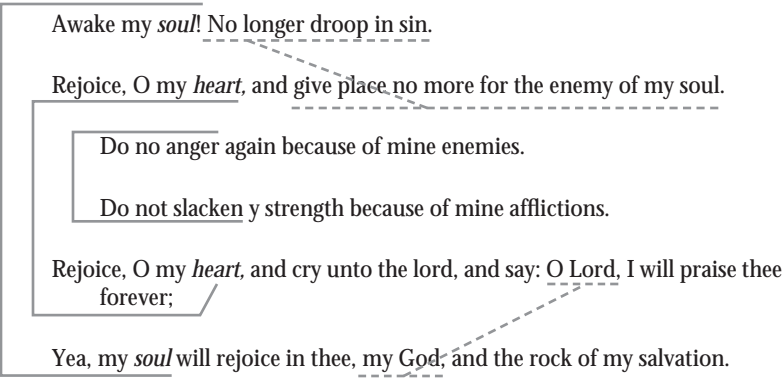 Awake my soul! No longer droop in sin.
Rejoice, O my heart, and give place no more for the enemy of my soul.
Do no anger again because of mine enemies.
Do not slacken y strength because of mine afflictions.
Rejoice, O my heart, and cry unto the lord, and say: O Lord, I will praise thee
forever;
Yea, my soul will rejoice in thee, my God, and the rock of my salvation.